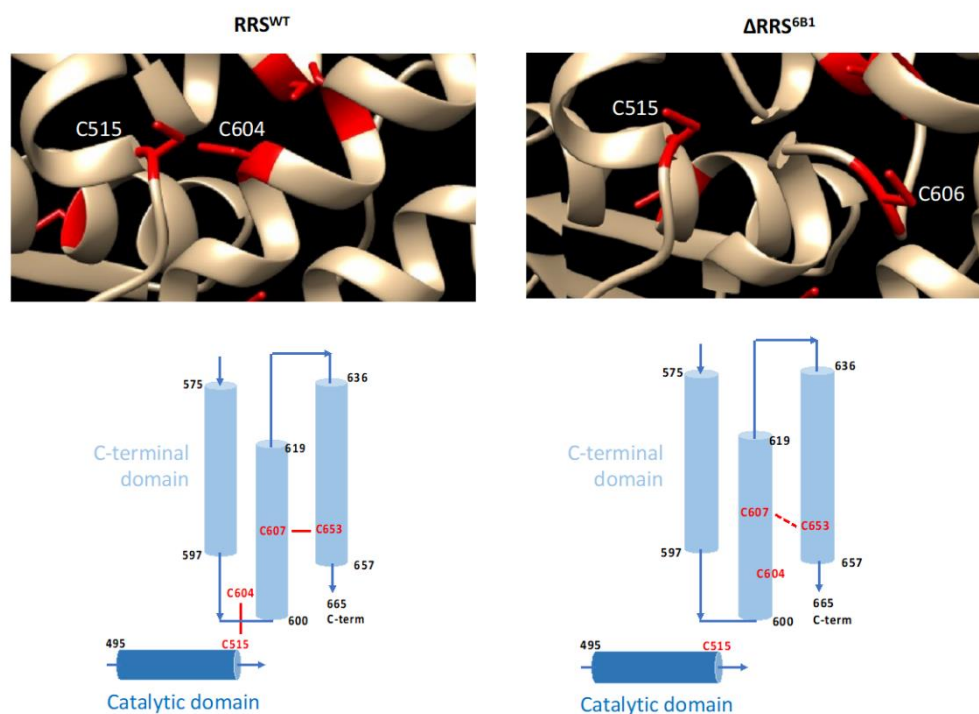 RRSWT
ΔRRS6B1
C515
C604
C515
C606
575
636
C-terminal
domain
619
C607
C653
597
657
C604
665
C-term
600
495
C515
Catalytic domain
575
636
C-terminal
domain
619
C607
C653
597
657
C604
665
C-term
600
495
C515
Catalytic domain